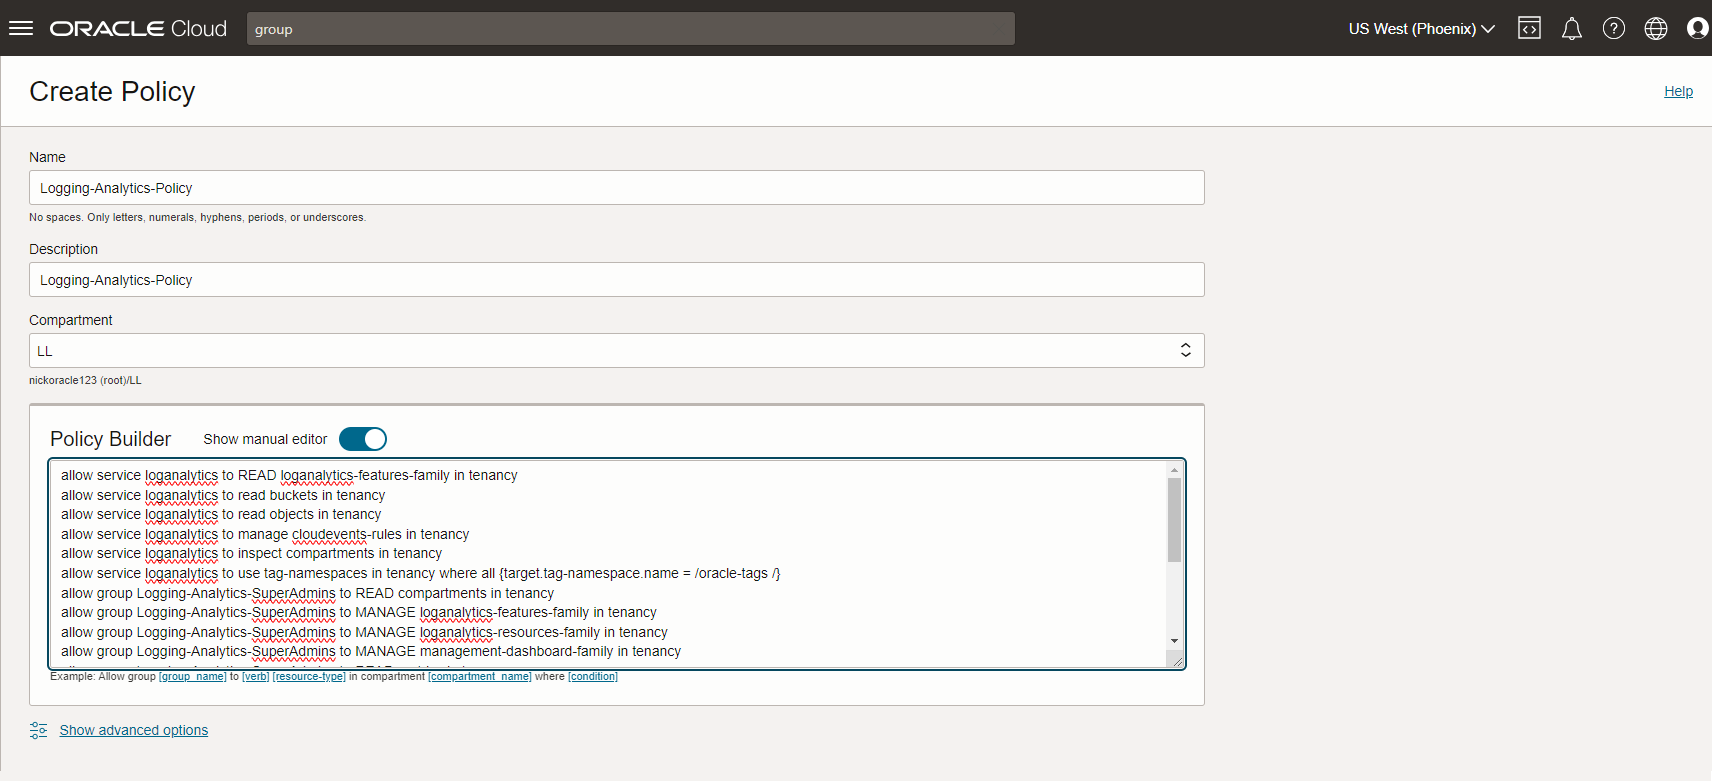 ORACLE Cloud
group
US West (Phoenix)
Create Policy
Help
Name
Logging-Analytics-Policy
No spaces. Only letters, numerals, hyphens, periods, or underscores.
Description
Logging-Analytics-Policy
Compartment
LL
nickoracle123 (root)/LL
Policy Builder
Show manual editor
allow service loganalytics to READ loganalytics-features-family in tenancy
allow service loganalytics to read buckets in tenancy
allow service loganalytics to read objects in tenancy
allow service loganalytics to manage cloudevents-rules in tenancy
allow service loganalytics to inspect compartments in tenancy
allow service loganalytics to use tag-namespaces in tenancy where all {target.tag-namespace.name = /oracle-tags /}
allow group Logging-Analytics-SuperAdmins to READ compartments in tenancy
allow group Logging-Analytics-SuperAdmins to MANAGE loganalytics-features-family in tenancy
allow group Logging-Analytics-SuperAdmins to MANAGE loganalytics-resources-family in tenancy
allow group Logging-Analytics-SuperAdmins to MANAGE management-dashboard-family in tenancy
Example: Allow group [group_name] to [verb] [resource-type] in compartment [compartment_name] where [condition]
Show advanced options